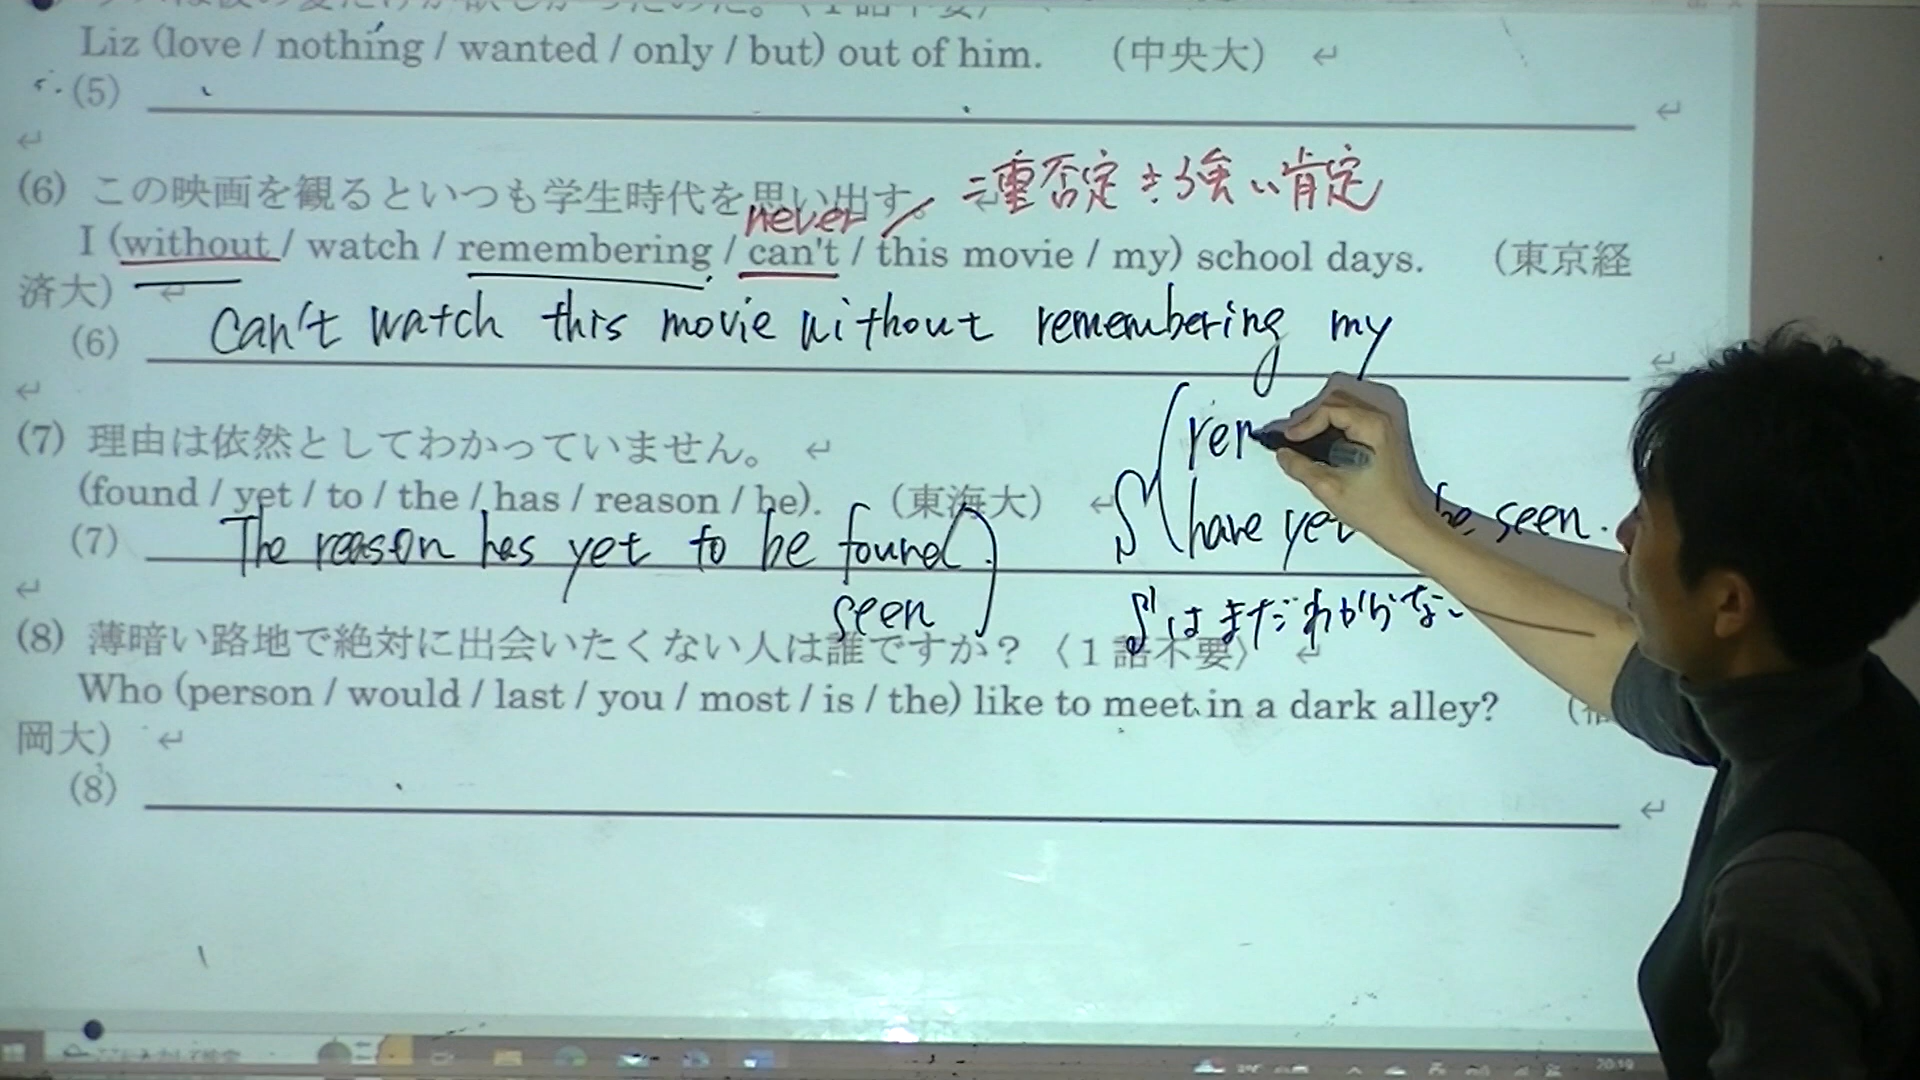 Liz (love / nothing / wanted / only / but) out of him. (中央大) ↵
(5)
(6) この映画を観るといつも学生時代を思い出す。 二重否定 = 強い肯定
never
I (without / watch / remembering / can't / this movie / my) school days. (東京経
済大) ↵
(6) can't watch this movie without remembering my
(7) 理由は依然としてわかっていません。 ↵
(found / yet / to / the / has / reason / be). (東海大) ↵
(7) The reason has yet to be found.
seen
S
rem
have yet be seen.
S はまだわからない
(8) 薄暗い路地で絶対に出会いたくない人は誰ですか? 〈1 語不要〉 ↵
Who (person / would / last / you / most / is / the) like to meet in a dark alley? (福
岡大) ↵
(8)
20:19